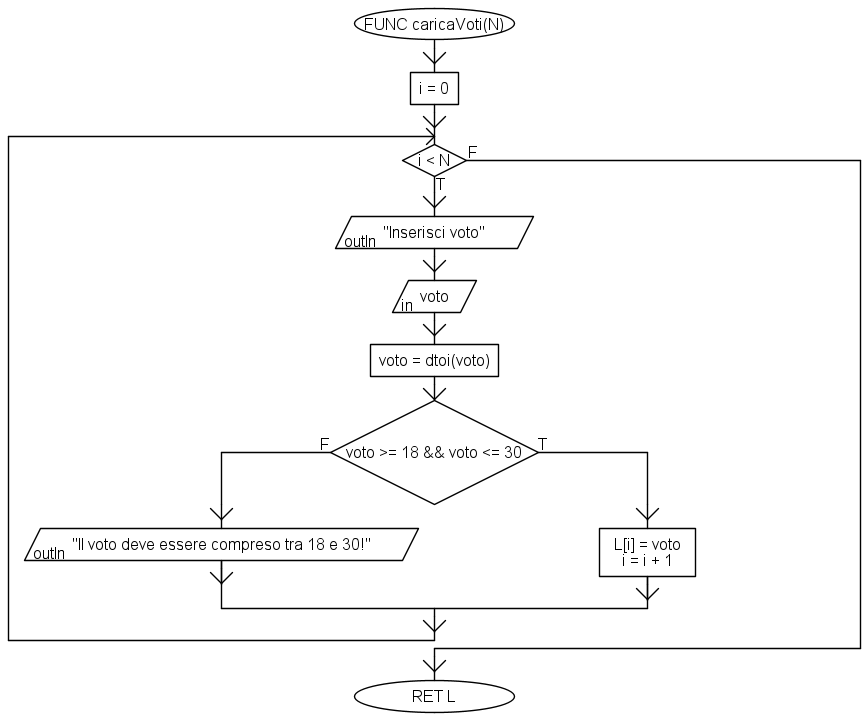 FUNC caricaVoti(N)
i = 0
i < N
F
T
"Inserisci voto"
outln
voto
in
voto = dtoi(voto)
F
voto >= 18 && voto <= 30
T
"Il voto deve essere compreso tra 18 e 30!"
outln
L[i] = voto
i = i + 1
RET L